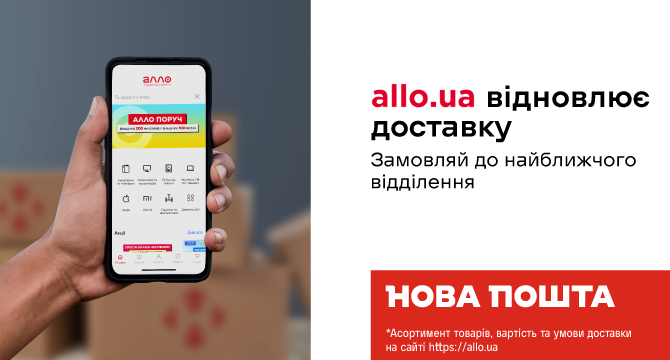 алло
АЛЛО ПОРУЧ
Акції
allo.ua відновлює
доставку
Замовляй до найближчого
відділення
НОВА ПОШТА
*Асортимент товарів, вартість та умови доставки
на сайті https://allo.ua